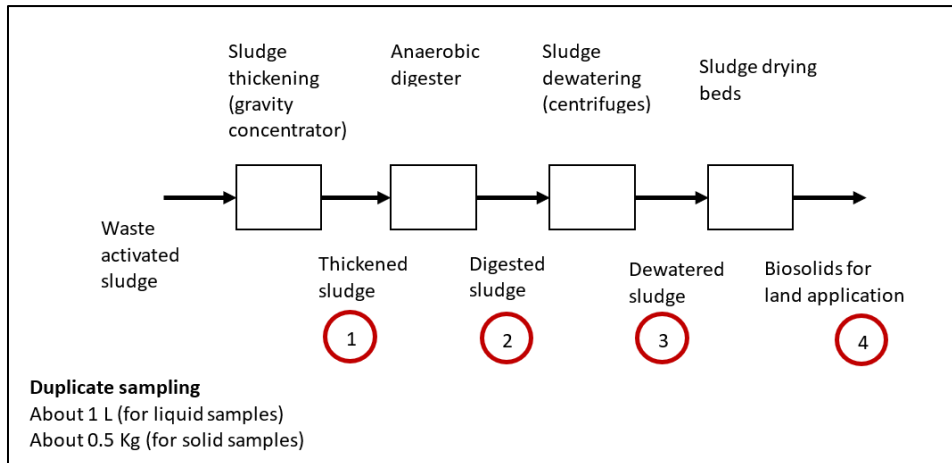 Sludge
thickening
(gravity
concentrator)
Anaerobic
digester
Sludge
dewatering
(centrifuges)
Sludge drying
beds
Waste
activated
sludge
Thickened
sludge
1
Digested
sludge
2
Dewatered
sludge
3
Biosolids for
land application
4
Duplicate sampling
About 1 L (for liquid samples)
About 0.5 Kg (for solid samples)